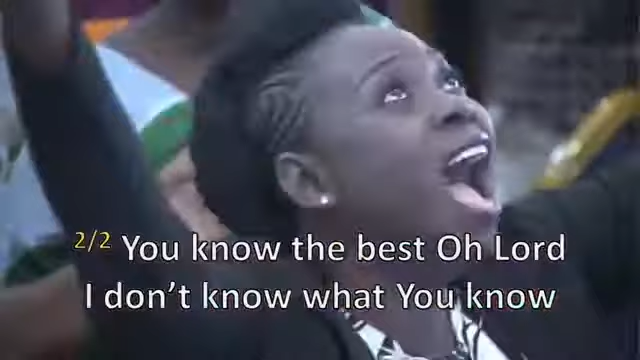 2/2 You know the best Oh Lord
I don’t know what You know